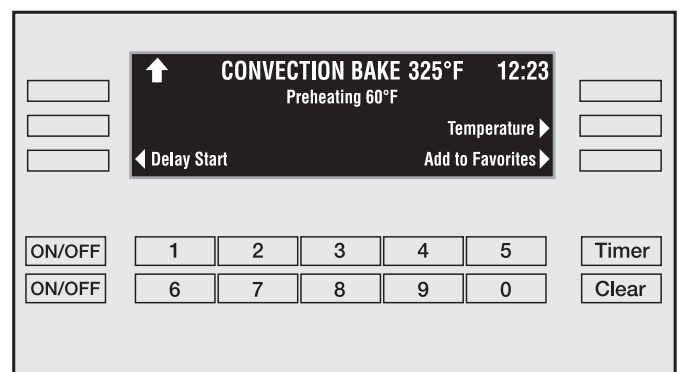 CONVECTION BAKE 325°F 12:23
Preheating 60°F
Temperature
Delay Start Add to Favorites
ON/OFF 1 2 3 4 5 Timer
ON/OFF 6 7 8 9 0 Clear